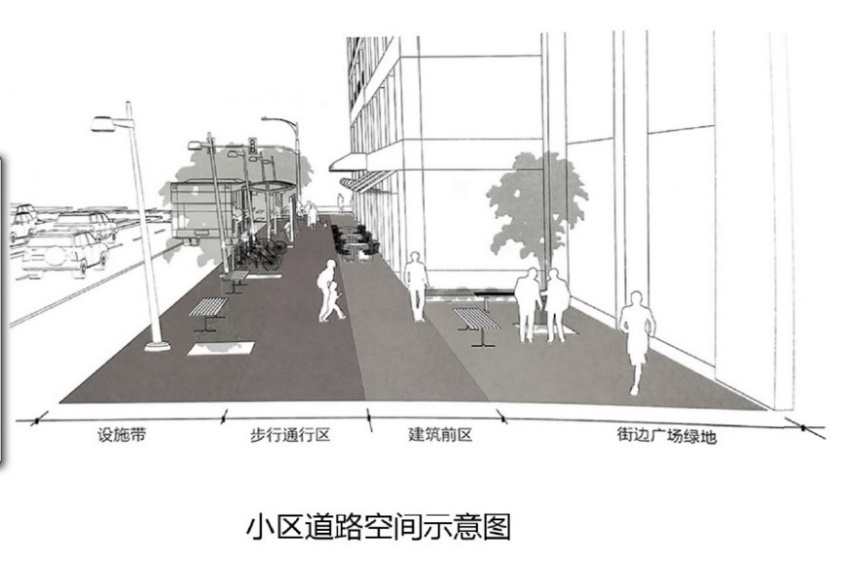 设施带
步行通行区
建筑前区
街边广场绿地
小区道路空间示意图